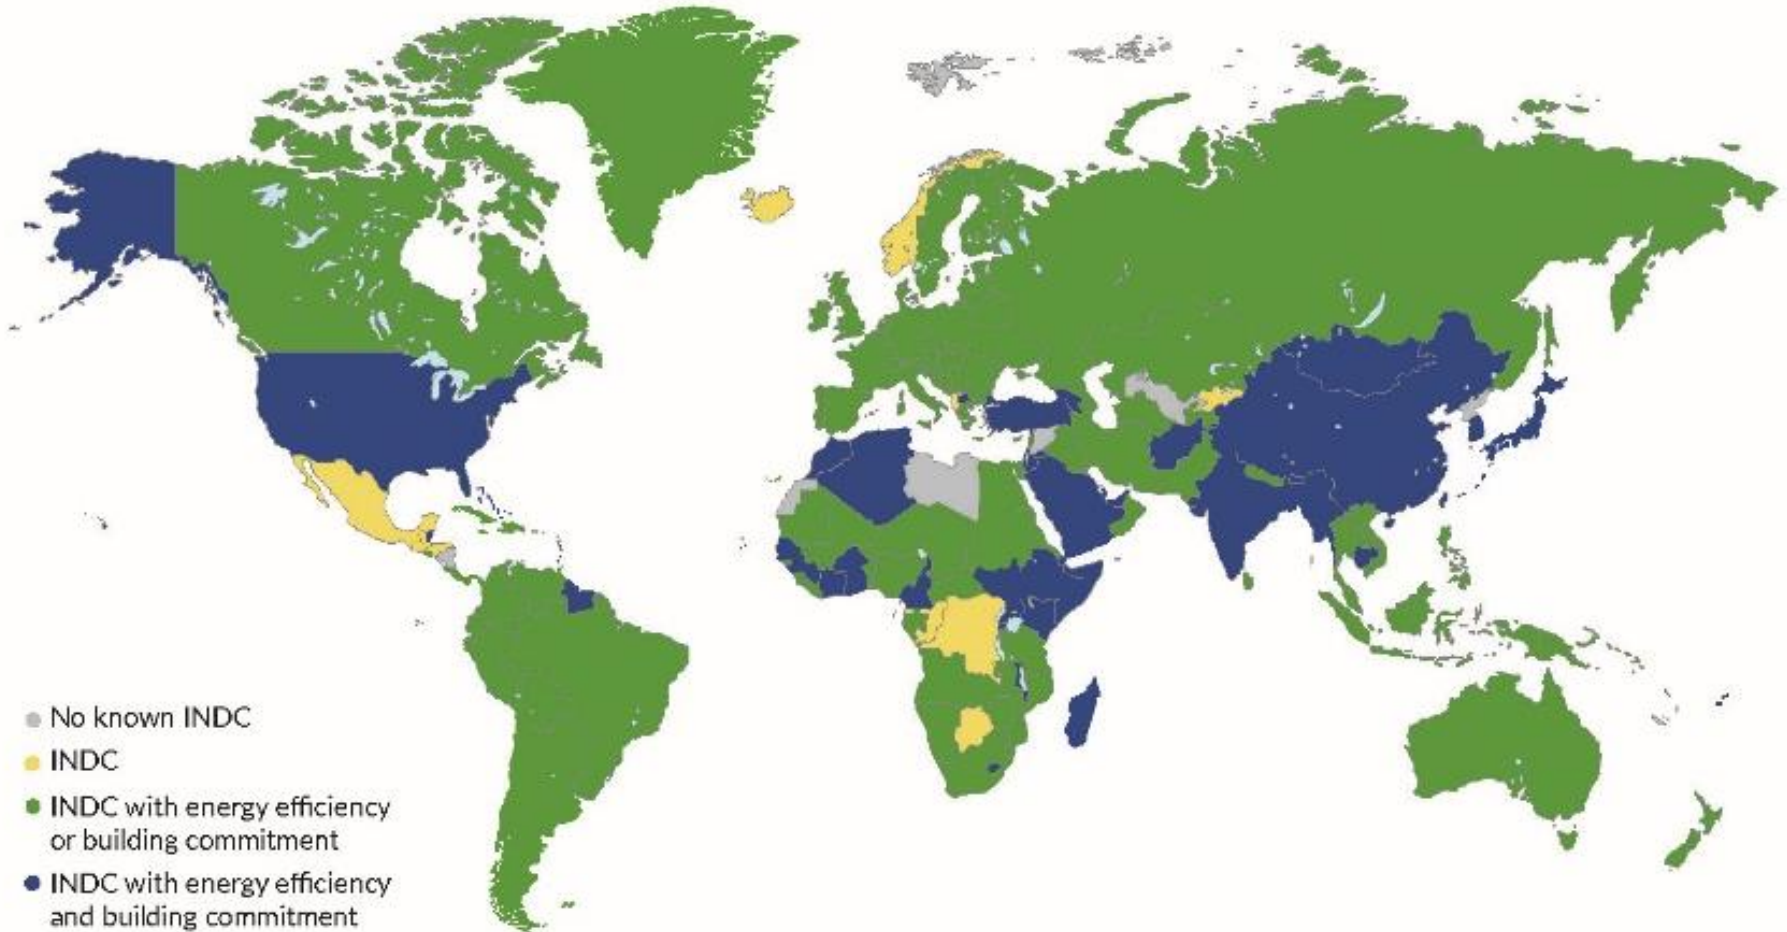 No known INDC
INDC
INDC with energy efficiency
or building commitment
INDC with energy efficiency
and building commitment